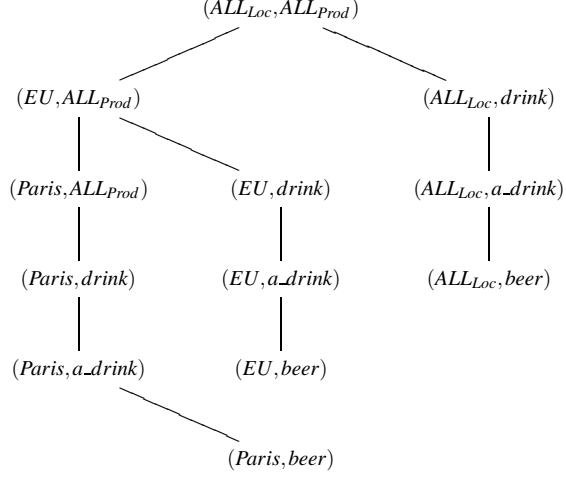 (ALL_Loc, ALL_Prod)
(EU, ALL_Prod) (ALL_Loc, drink)
(Paris, ALL_Prod) (EU, drink) (ALL_Loc, a_drink)
(Paris, drink) (EU, a_drink) (ALL_Loc, beer)
(Paris, a_drink) (EU, beer)
(Paris, beer)